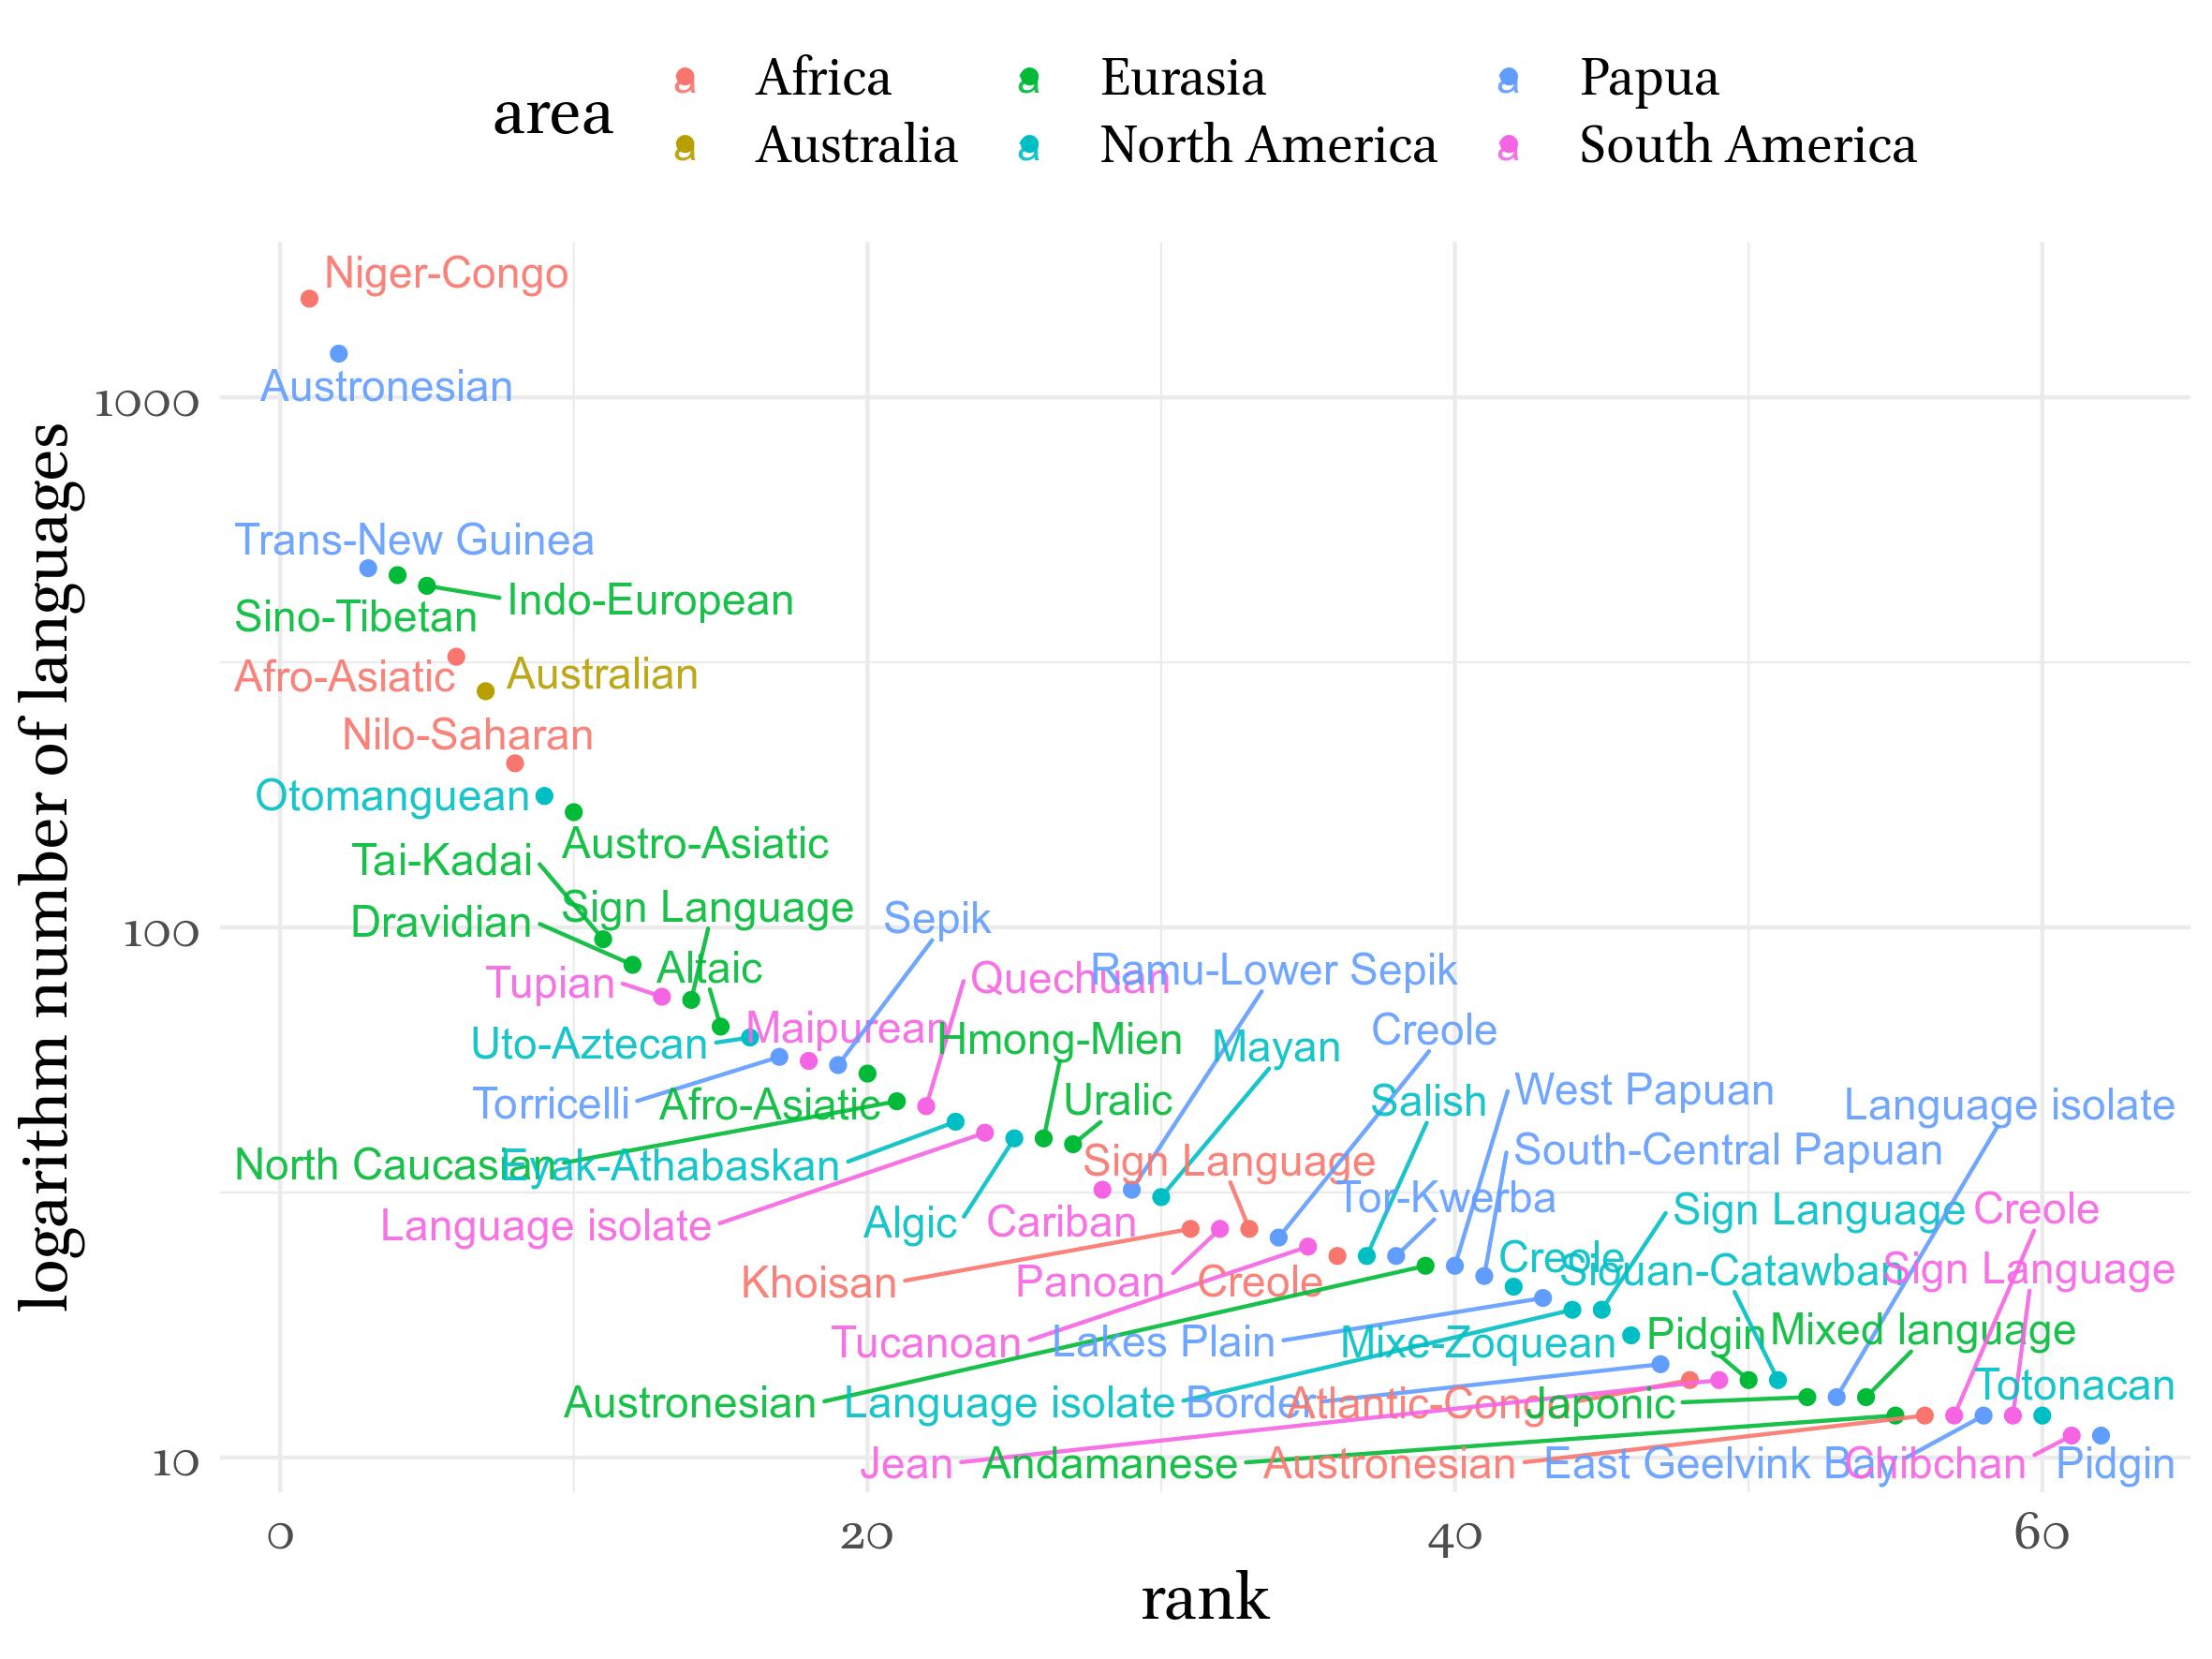 area
a Africa
a Eurasia
a Papua
a Australia
a North America
a South America
logarithm number of languages
1000
100
10
Niger-Congo
Austronesian
Trans-New Guinea
Indo-European
Sino-Tibetan
Afro-Asiatic
Australian
Nilo-Saharan
Otomanguean
Austro-Asiatic
Tai-Kadai
Sign Language
Dravidian
Sepik
Altaic
Tupian
Quechuan
Ramu-Lower Sepik
Maipurean
Uto-Aztecan
Hmong-Mien
Mayan
Creole
Torricelli
Afro-Asiatic
Uralic
Salish
West Papuan
Language isolate
North Caucasian
Eyak-Athabaskan
Sign Language
South-Central Papuan
Tor-Kwerba
Language isolate
Algic
Cariban
Sign Language
Creole
Khoisan
Panoan
Creole
Creole
Siouan-Catawban
Sign Language
Tucanoan
Lakes Plain
Mixe-Zoquean
Pidgin
Mixed language
Austronesian
Language isolate
Border
Atlantic-Congo
Japonic
Totonacan
Jean
Andamanese
Austronesian
East Geelvink Bay
Chibchan
Pidgin
0
20
40
60
rank